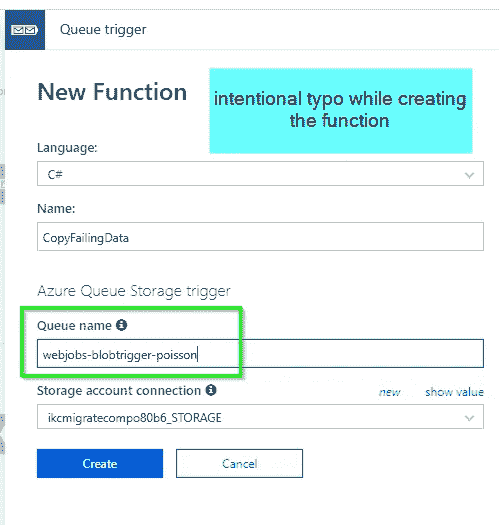 Queue trigger
New Function
intentional typo while creating
the function
Language:
C#
Name:
CopyFailingData
Azure Queue Storage trigger
Queue name
webjobs-blobtrigger-poisson
Storage account connection
new show value
ikcmigratecompo80b6_STORAGE
Create Cancel